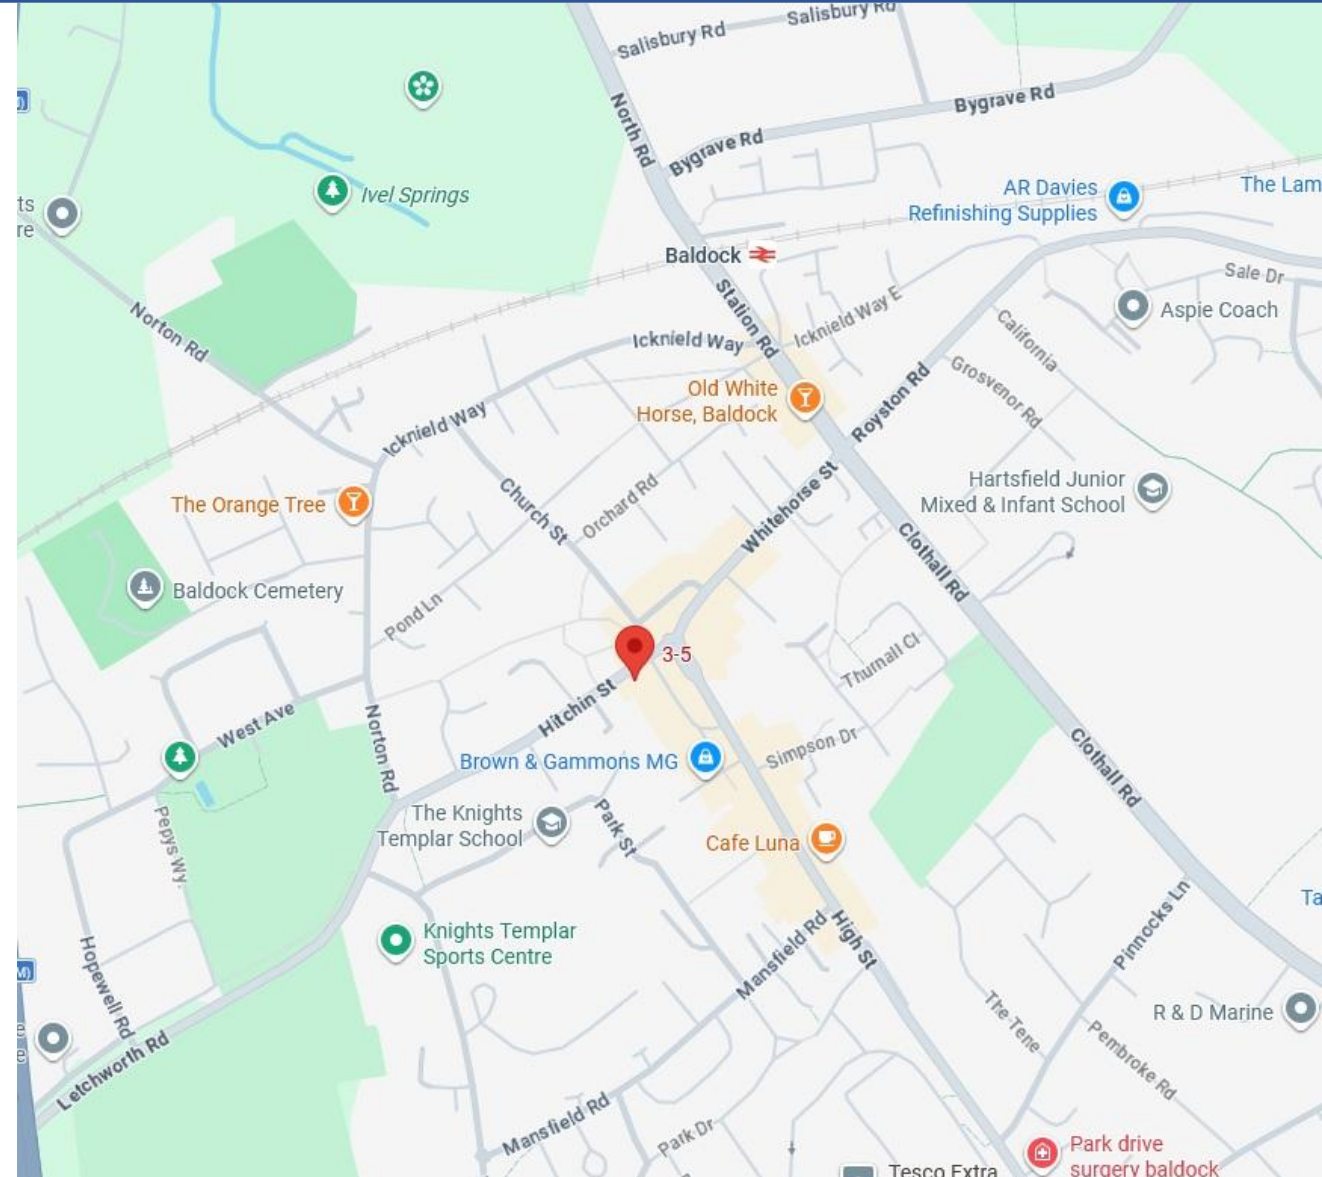 Salisbury Rd
Salisbury Rd
North Rd
Bygrave Rd
Bygrave Rd
Ivel Springs
AR Davies
Refinishing Supplies
The Lam
ts
re
Baldock
Sale Dr
Aspie Coach
Norton Rd
Station Rd
Icknield Way
Icknield Way E
California
Grosvenor Rd
Old White
Horse, Baldock
Royston Rd
Icknield Way
Hartsfield Junior
Mixed & Infant School
The Orange Tree
Church St
Orchard Rd
Whitehorse St
Clothall Rd
Baldock Cemetery
Pond Ln
3-5
Thurnall Cl
Hitchin St
West Ave
Norton Rd
Simpson Dr
Brown & Gammons MG
Clothall Rd
The Knights
Templar School
Park St
Pepys Wy.
Cafe Luna
Ta
Knights Templar
Sports Centre
Mansfield Rd
High St
Pinnocks Ln
M)
Hopewell Rd
The Tene
R & D Marine
e
e
Pembroke Rd
Letchworth Rd
Mansfield Rd
Park Dr
Park drive
surgery baldock
Tesco Extra